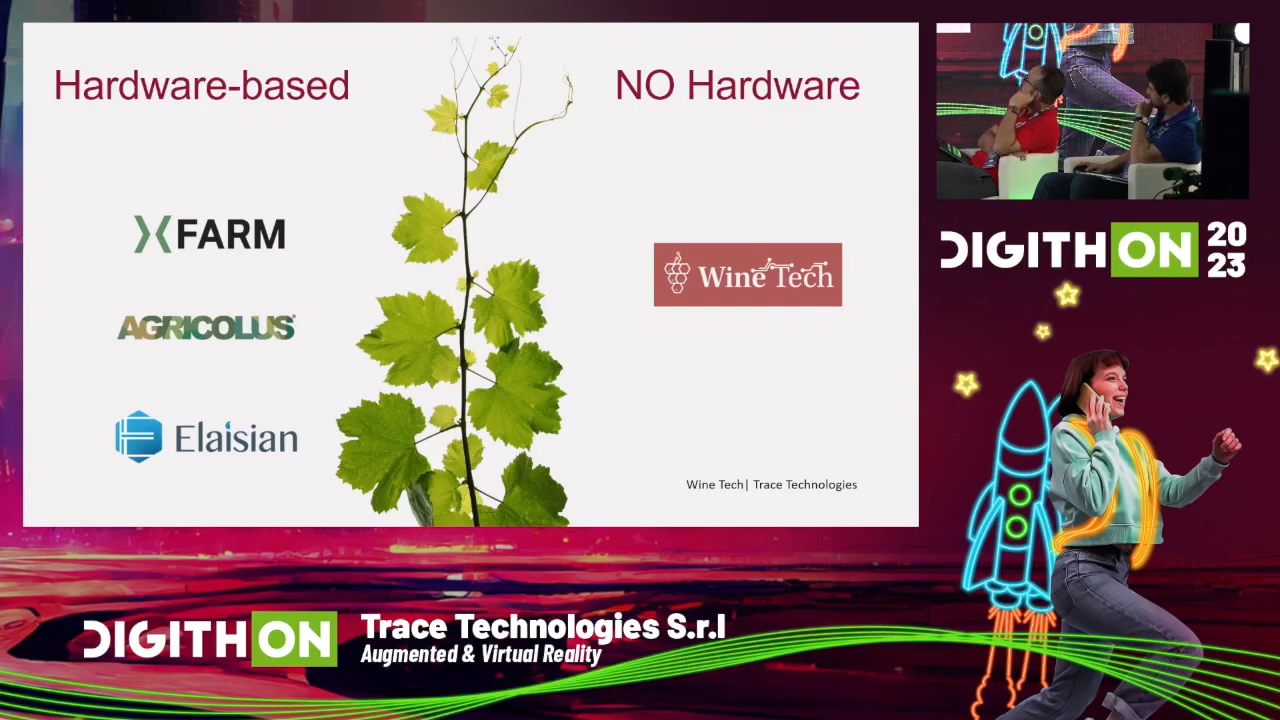 Hardware-based
NO Hardware
XFARM
AGRICOLUS
Elaisian
Wine Tech
Wine Tech| Trace Technologies
DIGITHON 2023
DIGITHON
Trace Technologies S.r.l
Augmented & Virtual Reality